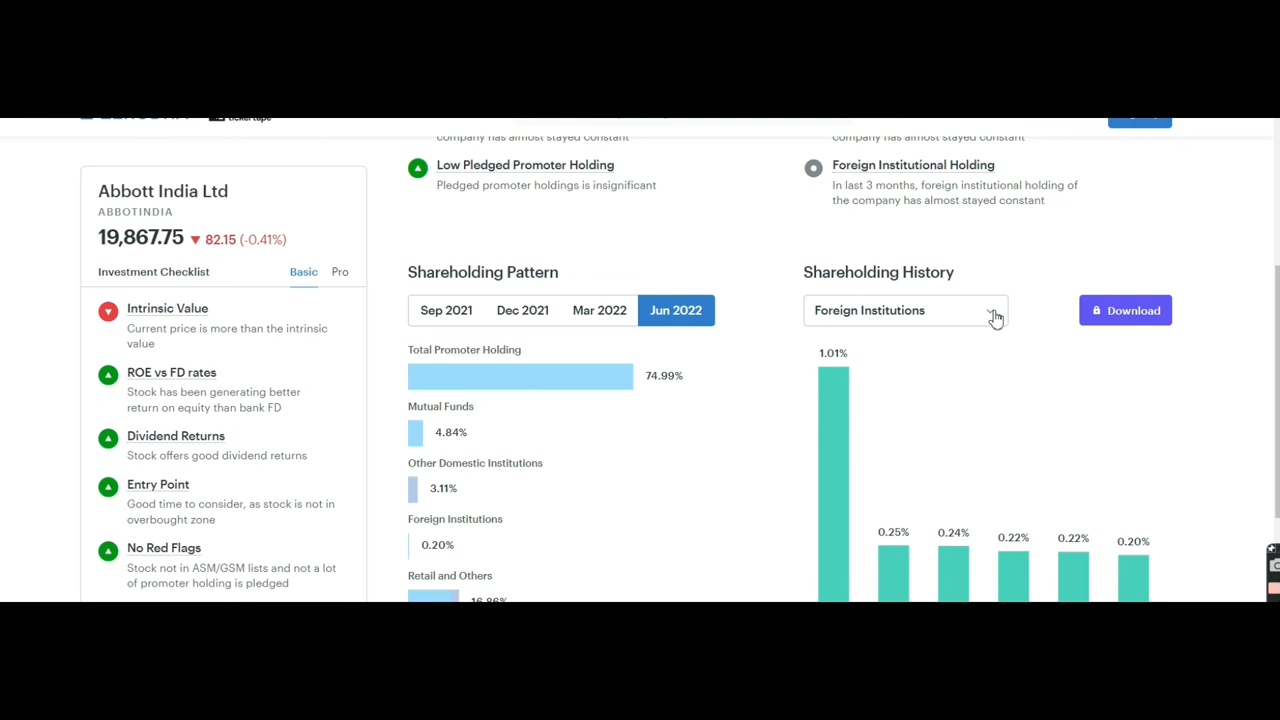 tickertape
company has almost stayed constant
company has almost stayed constant
Low Pledged Promoter Holding
Pledged promoter holdings is insignificant
Foreign Institutional Holding
In last 3 months, foreign institutional holding of
the company has almost stayed constant
Abbott India Ltd
ABBOTINDIA
19,867.75 ▼ 82.15 (-0.41%)
Investment Checklist
Basic
Pro
Intrinsic Value
Current price is more than the intrinsic
value
ROE vs FD rates
Stock has been generating better
return on equity than bank FD
Dividend Returns
Stock offers good dividend returns
Entry Point
Good time to consider, as stock is not in
overbought zone
No Red Flags
Stock not in ASM/GSM lists and not a lot
of promoter holding is pledged
Shareholding Pattern
Sep 2021
Dec 2021
Mar 2022
Jun 2022
Total Promoter Holding
74.99%
Mutual Funds
4.84%
Other Domestic Institutions
3.11%
Foreign Institutions
0.20%
Retail and Others
16.86%
Shareholding History
Foreign Institutions
Download
1.01%
0.25%
0.24%
0.22%
0.22%
0.20%